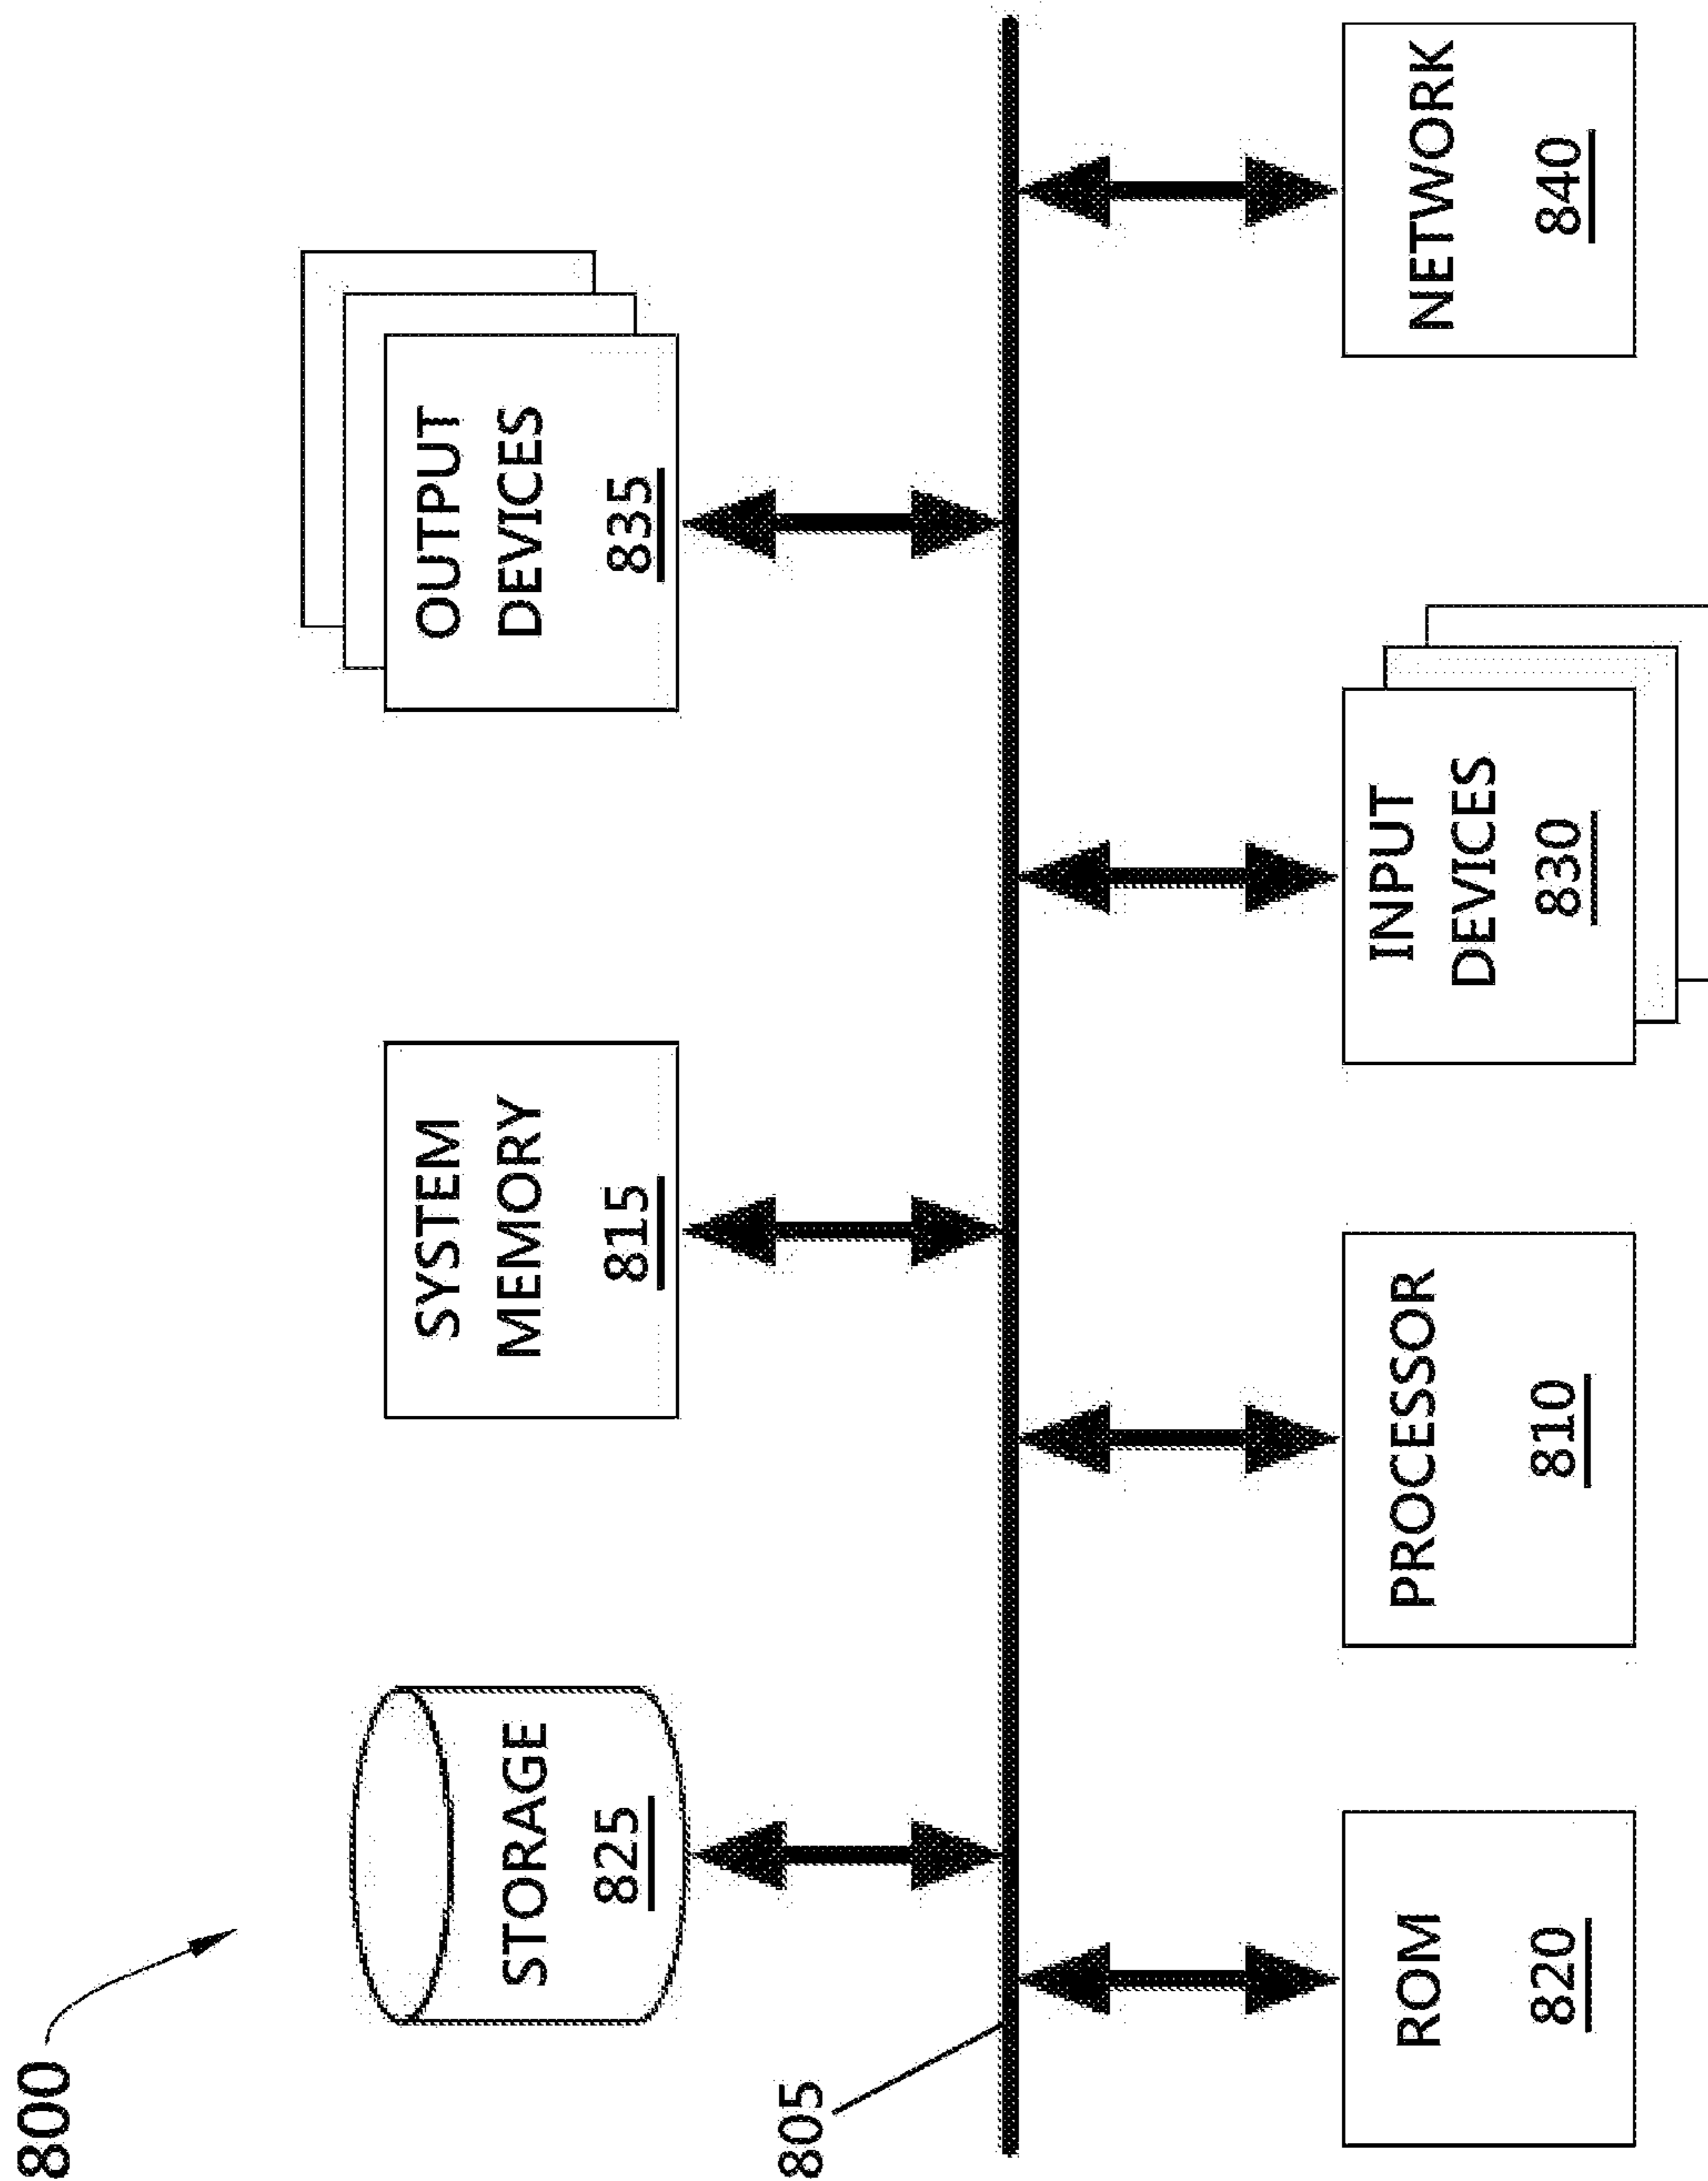 800
STORAGE
825
SYSTEM
MEMORY
815
OUTPUT
DEVICES
835
805
ROM
820
PROCESSOR
810
INPUT
DEVICES
830
NETWORK
840